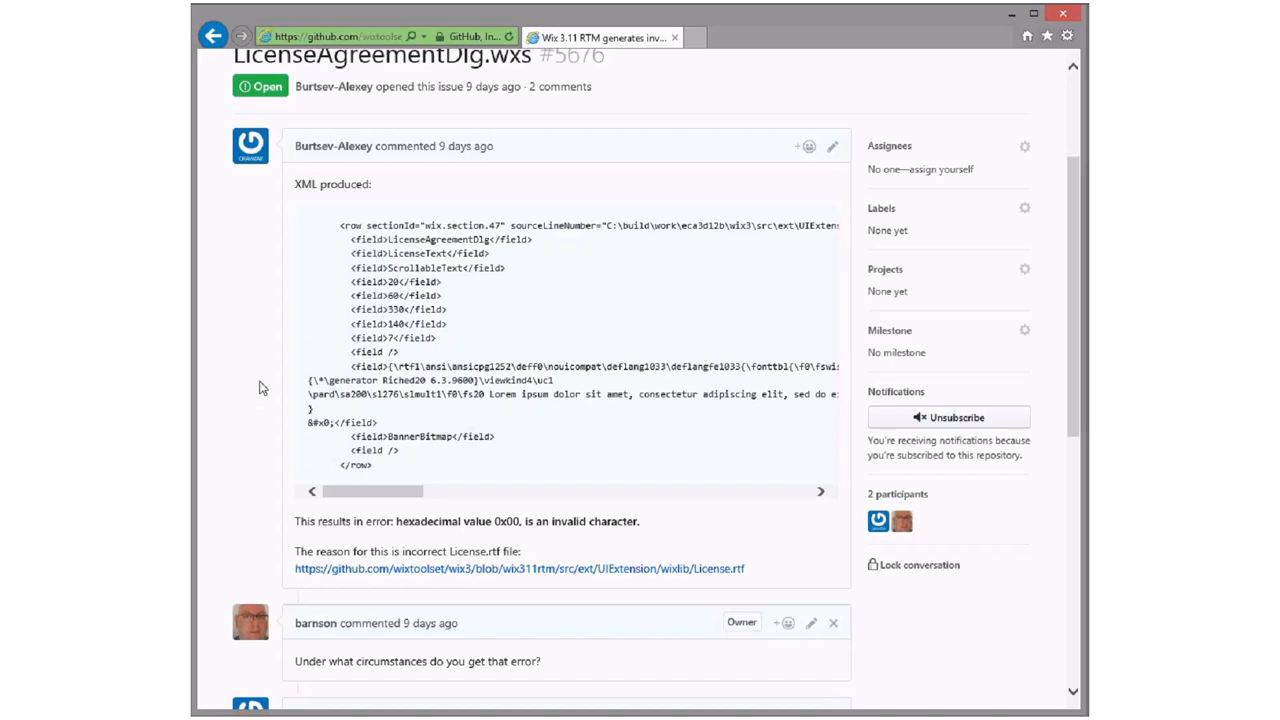 https://github.com/wixtoolse
GitHub, In...
Wix 3.11 RTM generates inv...
LicenseAgreementDlg.wxs #5676
Open
Burtsev-Alexey opened this issue 9 days ago · 2 comments
Burtsev-Alexey commented 9 days ago
XML produced:
<row sectionId="wix.section.47" sourceLineNumber="C:\build\work\eca3d12b\wix3\src\ext\UIExten
<field>LicenseAgreementDlg</field>
<field>LicenseText</field>
<field>ScrollableText</field>
<field>20</field>
<field>60</field>
<field>330</field>
<field>140</field>
<field>7</field>
<field />
<field>{\rtf1\ansi\ansicpg1252\deff0\nouicompat\deflang1033\deflangfe1033{\fonttbl{\f0\fswi
{\*\generator Riched20 6.3.9600}\viewkind4\uc1
\pard\sa200\sl276\slmult1\f0\fs20 Lorem ipsum dolor sit amet, consectetur adipiscing elit, sed do e
}
&#x0;</field>
<field>BannerBitmap</field>
<field />
</row>
This results in error: hexadecimal value 0x00, is an invalid character.
The reason for this is incorrect License.rtf file:
https://github.com/wixtoolset/wix3/blob/wix311rtm/src/ext/UIExtension/wixlib/License.rtf
barnson commented 9 days ago
Owner
Under what circumstances do you get that error?
Assignees
No one—assign yourself
Labels
None yet
Projects
None yet
Milestone
No milestone
Notifications
Unsubscribe
You're receiving notifications because
you're subscribed to this repository.
2 participants
Lock conversation